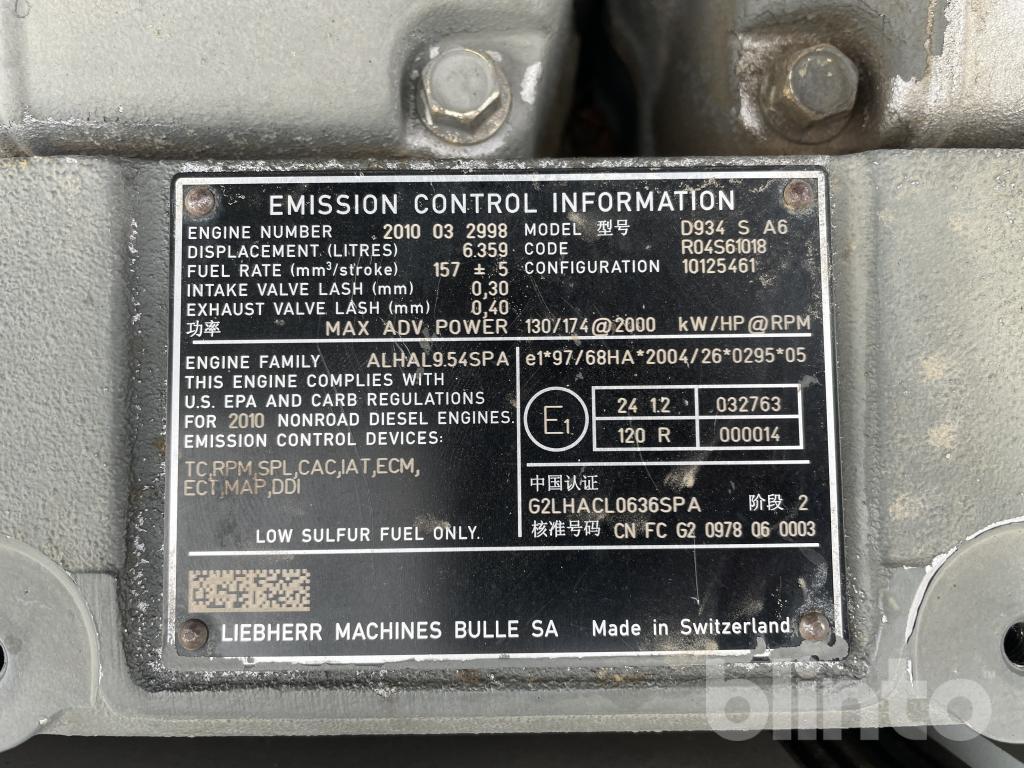 EMISSION CONTROL INFORMATION
ENGINE NUMBER 2010 03 2998 MODEL 型号 D934 S A6
DISPLACEMENT (LITRES) 6.359 CODE R04S61018
FUEL RATE (mm³/stroke) 157 ± 5 CONFIGURATION 10125461
INTAKE VALVE LASH (mm) 0,30
EXHAUST VALVE LASH (mm) 0,40
功率 MAX ADV POWER 130/174@2000 kW/HP@RPM
ENGINE FAMILY ALHAL9.54SPA
THIS ENGINE COMPLIES WITH
U.S. EPA AND CARB REGULATIONS
FOR 2010 NONROAD DIESEL ENGINES.
EMISSION CONTROL DEVICES:
TC,RPM,SPL,CAC,IAT,ECM,
ECT,MAP,DDI
LOW SULFUR FUEL ONLY.
e1*97/68HA*2004/26*0295*05
E1
24 1.2 032763
120 R 000014
中国认证
G2LHACL0636SPA 阶段 2
核准号码 CN FC G2 0978 06 0003
LIEBHERR MACHINES BULLE SA Made in Switzerland
blinto™